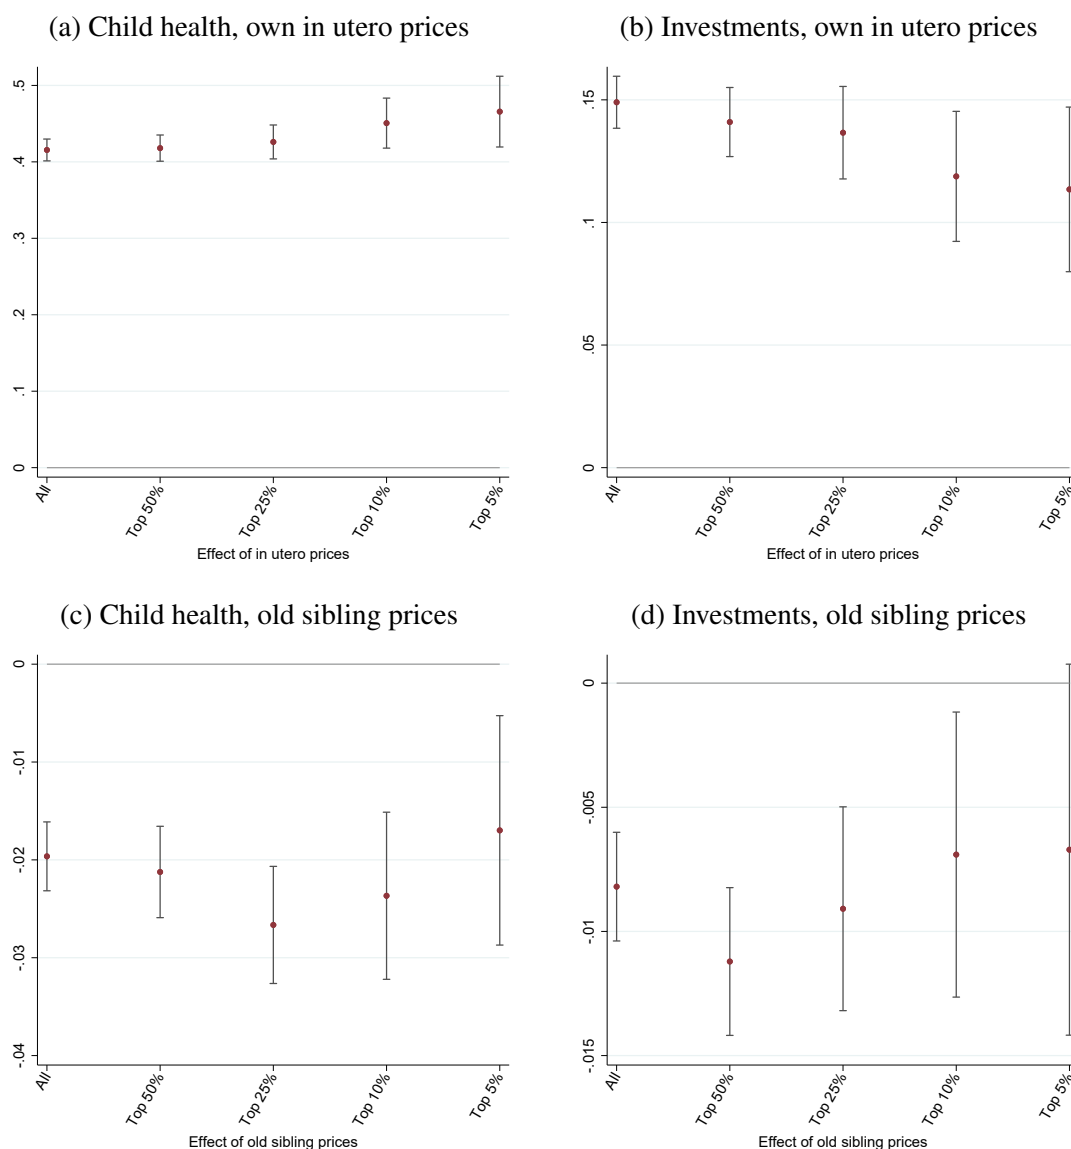 (a) Child health, own in utero prices
.5
.4
.3
.2
.1
0
All
Top 50%
Top 25%
Top 10%
Top 5%
Effect of in utero prices
(b) Investments, own in utero prices
.15
.1
.05
0
All
Top 50%
Top 25%
Top 10%
Top 5%
Effect of in utero prices
(c) Child health, old sibling prices
0
-.01
-.02
-.03
-.04
All
Top 50%
Top 25%
Top 10%
Top 5%
Effect of old sibling prices
(d) Investments, old sibling prices
0
-.005
-.01
-.015
All
Top 50%
Top 25%
Top 10%
Top 5%
Effect of old sibling prices